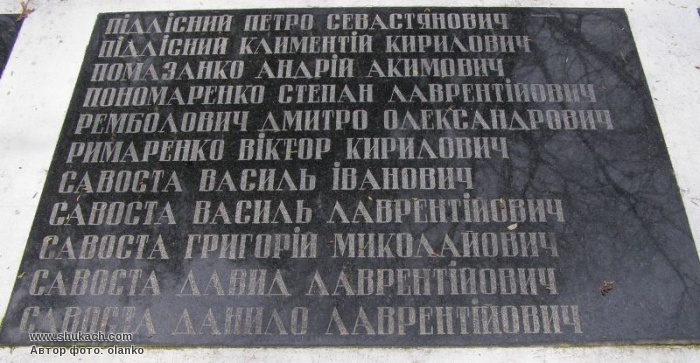 ПІДЛІСНИЙ ПЕТРО СЕВАСТЯНОВИЧ
ПІДЛІСНИЙ КЛИМЕНТІЙ КИРИЛОВИЧ
ПОМАЗАНКО АНДРІЙ АКИМОВИЧ
ПОНОМАРЕНКО СТЕПАН ЛАВРЕНТІЙОВИЧ
РЕМБОЛОВИЧ ДМИТРО ОЛЕКСАНДРОВИЧ
РИМАРЕНКО ВІКТОР КИРИЛОВИЧ
САВОСТА ВАСИЛЬ ІВАНОВИЧ
САВОСТА ВАСИЛЬ ЛАВРЕНТІЙОВИЧ
САВОСТА ГРИГОРІЙ МИКОЛАЙОВИЧ
САВОСТА ДАВИД ЛАВРЕНТІЙОВИЧ
САВОСТА ДАНИЛО ЛАВРЕНТІЙОВИЧ
www.shukach.com
Автор фото: olanko